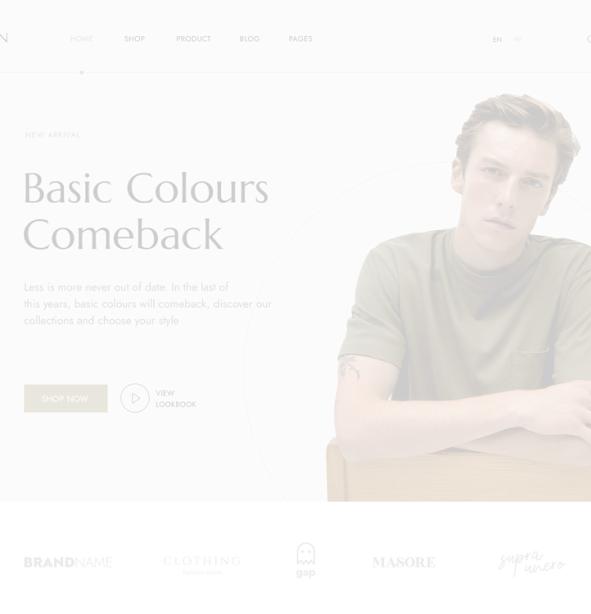 N
HOME SHOP PRODUCT BLOG PAGES EN
NEW ARRIVAL
Basic Colours
Comeback
Less is more never out of date. In the last of
this years, basic colours will comeback, discover our
collections and choose your style
SHOP NOW
VIEW
LOOKBOOK
BRANDNAME CLOTHING gap MASORE supra
unero